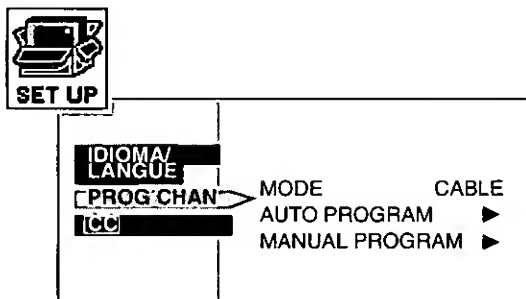 SET UP
IDIOMA/
LANGUE
PROG CHAN
CC
MODE CABLE
AUTO PROGRAM ▶
MANUAL PROGRAM ▶